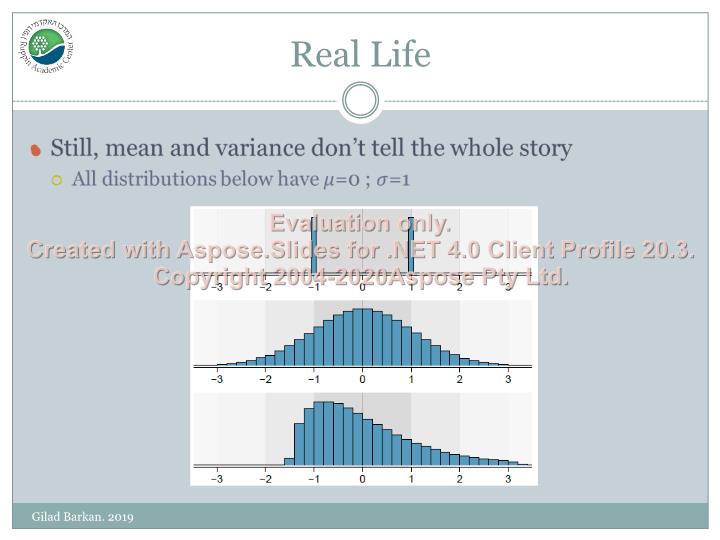 המרכז האקדמי רופין
Ruppin Academic Center
Real Life
Still, mean and variance don’t tell the whole story
All distributions below have μ=0 ; σ=1
Evaluation only.
Created with Aspose.Slides for .NET 4.0 Client Profile 20.3.
Copyright 2004-2020Aspose Pty Ltd.
−3 −2 −1 0 1 2 3
−3 −2 −1 0 1 2 3
−3 −2 −1 0 1 2 3
Gilad Barkan. 2019